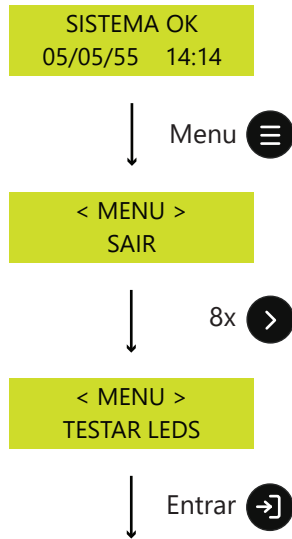 SISTEMA OK
05/05/55 14:14
Menu
< MENU >
SAIR
8x
< MENU >
TESTAR LEDS
Entrar